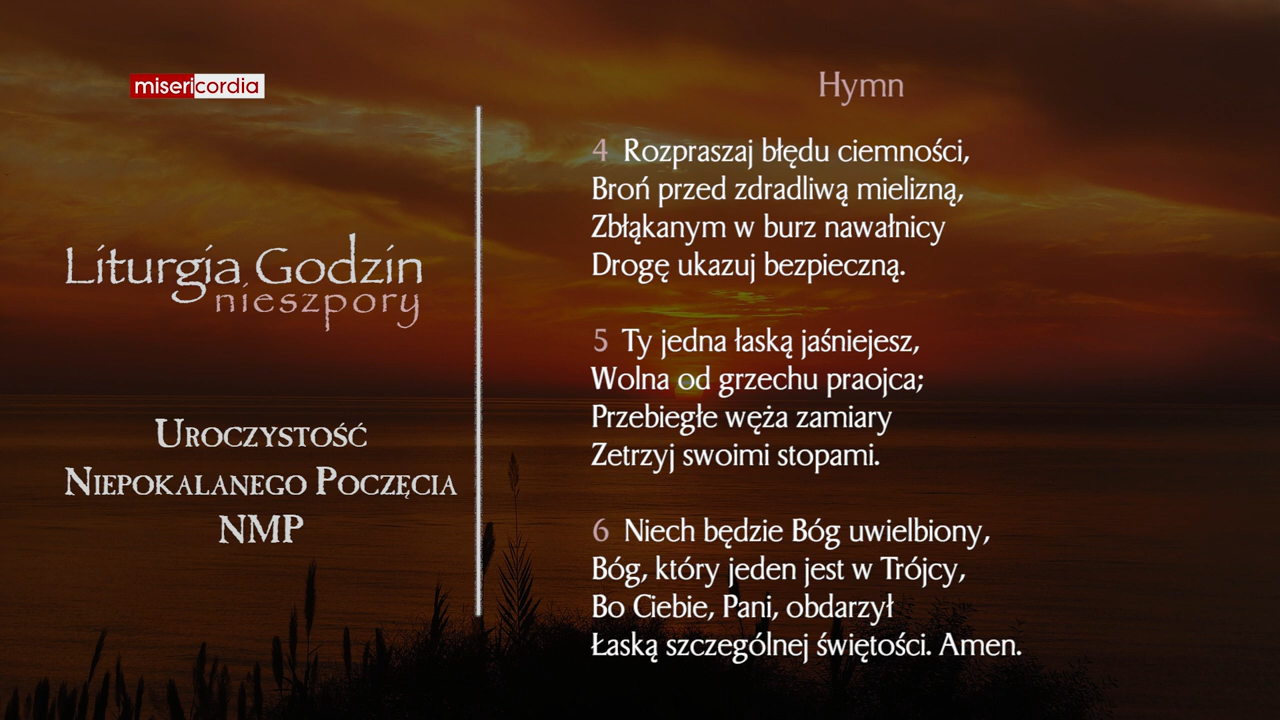 misericordia
Liturgia Godzin
nieszpory
Uroczystość
Niepokalanego Poczęcia
NMP
Hymn
4 Rozpraszaj błędu ciemności,
Broń przed zdradliwą mielizną,
Zbłąkanym w burz nawałnicy
Drogę ukazuj bezpieczną.
5 Ty jedna łaską jaśniejesz,
Wolna od grzechu praojca;
Przebiegłe węża zamiary
Zetrzyj swoimi stopami.
6 Niech będzie Bóg uwielbiony,
Bóg, który jeden jest w Trójcy,
Bo Ciebie, Pani, obdarzył
Łaską szczególnej świętości. Amen.